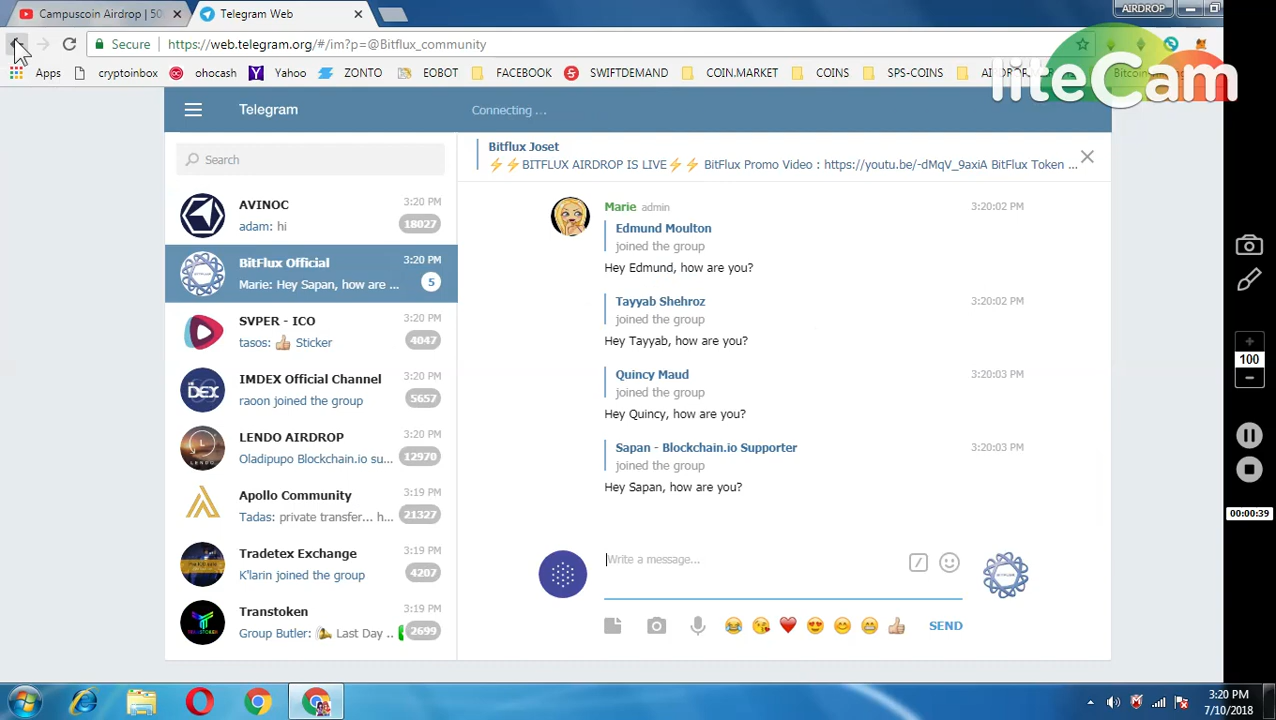 Campuscoin Airdrop | 50
Telegram Web
AIRDROP
Secure
https://web.telegram.org/#/im?p=@Bitflux_community
Apps
cryptoinbox
ohocash
Yahoo
ZONTO
EOBOT
FACEBOOK
SWIFTDEMAND
COIN.MARKET
COINS
SPS-COINS
liteCam
Telegram
Connecting ...
Search
Bitflux Joset
⚡⚡BITFLUX AIRDROP IS LIVE⚡⚡ BitFlux Promo Video : https://youtu.be/-dMqV_9axiA BitFlux Token ...
AVINOC 3:20 PM
adam: hi 18027
BitFlux Official 3:20 PM
Marie: Hey Sapan, how are ... 5
SVPER - ICO 3:20 PM
tasos: 👍 Sticker 4047
IMDEX Official Channel 3:20 PM
raoon joined the group 5657
LENDO AIRDROP 3:20 PM
Oladipupo Blockchain.io su... 12970
Apollo Community 3:19 PM
Tadas: private transfer... h... 21327
Tradetex Exchange 3:19 PM
K'larin joined the group 4207
Transtoken 3:19 PM
Group Butler: Last Day .. 2699
Marie admin 3:20:02 PM
Edmund Moulton
joined the group
Hey Edmund, how are you?
Tayyab Shehroz 3:20:02 PM
joined the group
Hey Tayyab, how are you?
Quincy Maud 3:20:03 PM
joined the group
Hey Quincy, how are you?
Sapan - Blockchain.io Supporter 3:20:03 PM
joined the group
Hey Sapan, how are you?
Write a message...
SEND
100
00:00:39
3:20 PM
7/10/2018